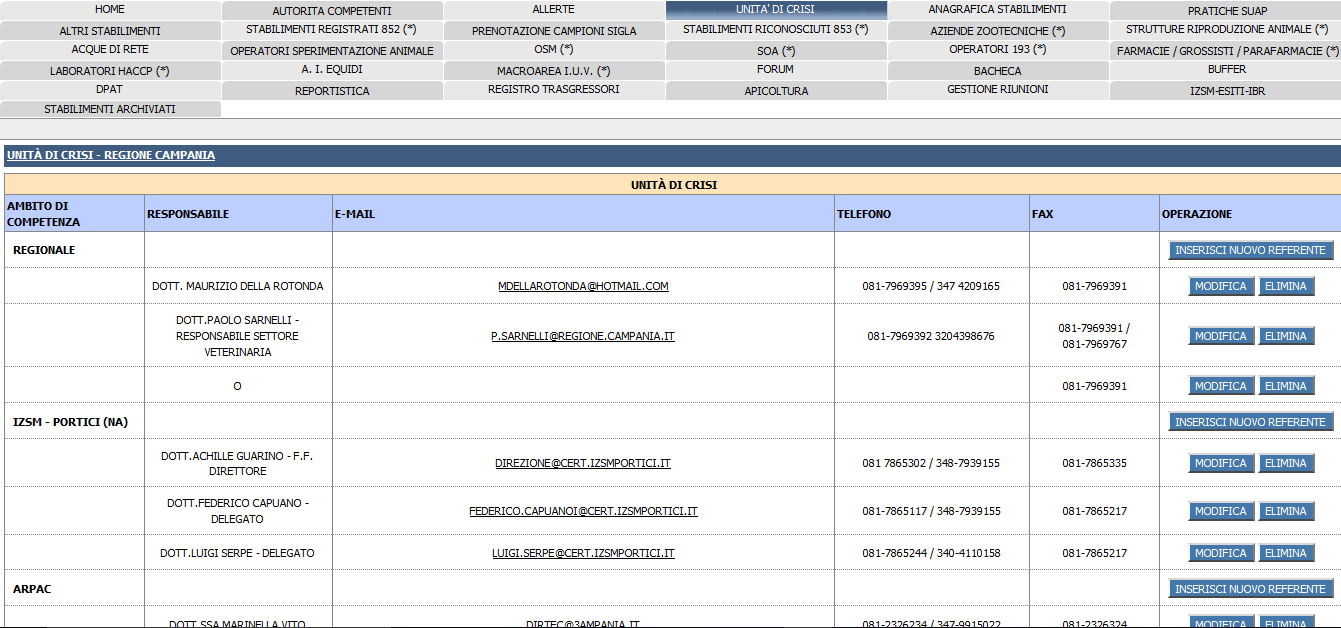 HOME AUTORITA COMPETENTI ALLERTE UNITA' DI CRISI ANAGRAFICA STABILIMENTI PRATICHE SUAP
ALTRI STABILIMENTI STABILIMENTI REGISTRATI 852 (*) PRENOTAZIONE CAMPIONI SIGLA STABILIMENTI RICONOSCIUTI 853 (*) AZIENDE ZOOTECNICHE (*) STRUTTURE RIPRODUZIONE ANIMALE (*)
ACQUE DI RETE OPERATORI SPERIMENTAZIONE ANIMALE OSM (*) SOA (*) OPERATORI 193 (*) FARMACIE / GROSSISTI / PARAFARMACIE (*)
LABORATORI HACCP (*) A. I. EQUIDI MACROAREA I.U.V. (*) FORUM BACHECA BUFFER
DPAT REPORTISTICA REGISTRO TRASGRESSORI APICOLTURA GESTIONE RIUNIONI IZSM-ESITI-IBR
STABILIMENTI ARCHIVIATI
UNITÀ DI CRISI - REGIONE CAMPANIA
UNITÀ DI CRISI
AMBITO DI
COMPETENZA RESPONSABILE E-MAIL TELEFONO FAX OPERAZIONE
REGIONALE INSERISCI NUOVO REFERENTE
DOTT. MAURIZIO DELLA ROTONDA MDELLAROTONDA@HOTMAIL.COM 081-7969395 / 347 4209165 081-7969391 MODIFICA ELIMINA
DOTT.PAOLO SARNELLI -
RESPONSABILE SETTORE
VETERINARIA P.SARNELLI@REGIONE.CAMPANIA.IT 081-7969392 3204398676 081-7969391 /
081-7969767 MODIFICA ELIMINA
O 081-7969391 MODIFICA ELIMINA
IZSM - PORTICI (NA) INSERISCI NUOVO REFERENTE
DOTT.ACHILLE GUARINO - F.F.
DIRETTORE DIREZIONE@CERT.IZSMPORTICI.IT 081 7865302 / 348-7939155 081-7865335 MODIFICA ELIMINA
DOTT.FEDERICO CAPUANO -
DELEGATO FEDERICO.CAPUANOI@CERT.IZSMPORTICI.IT 081-7865117 / 348-7939155 081-7865217 MODIFICA ELIMINA
DOTT.LUIGI SERPE - DELEGATO LUIGI.SERPE@CERT.IZSMPORTICI.IT 081-7865244 / 340-4110158 081-7865217 MODIFICA ELIMINA
ARPAC INSERISCI NUOVO REFERENTE
DOTT.SSA MARINELLA VITO DIRTEC@3AMPANIA.IT 081-2326234 / 347-9915022 081-2326324 MODIFICA ELIMINA